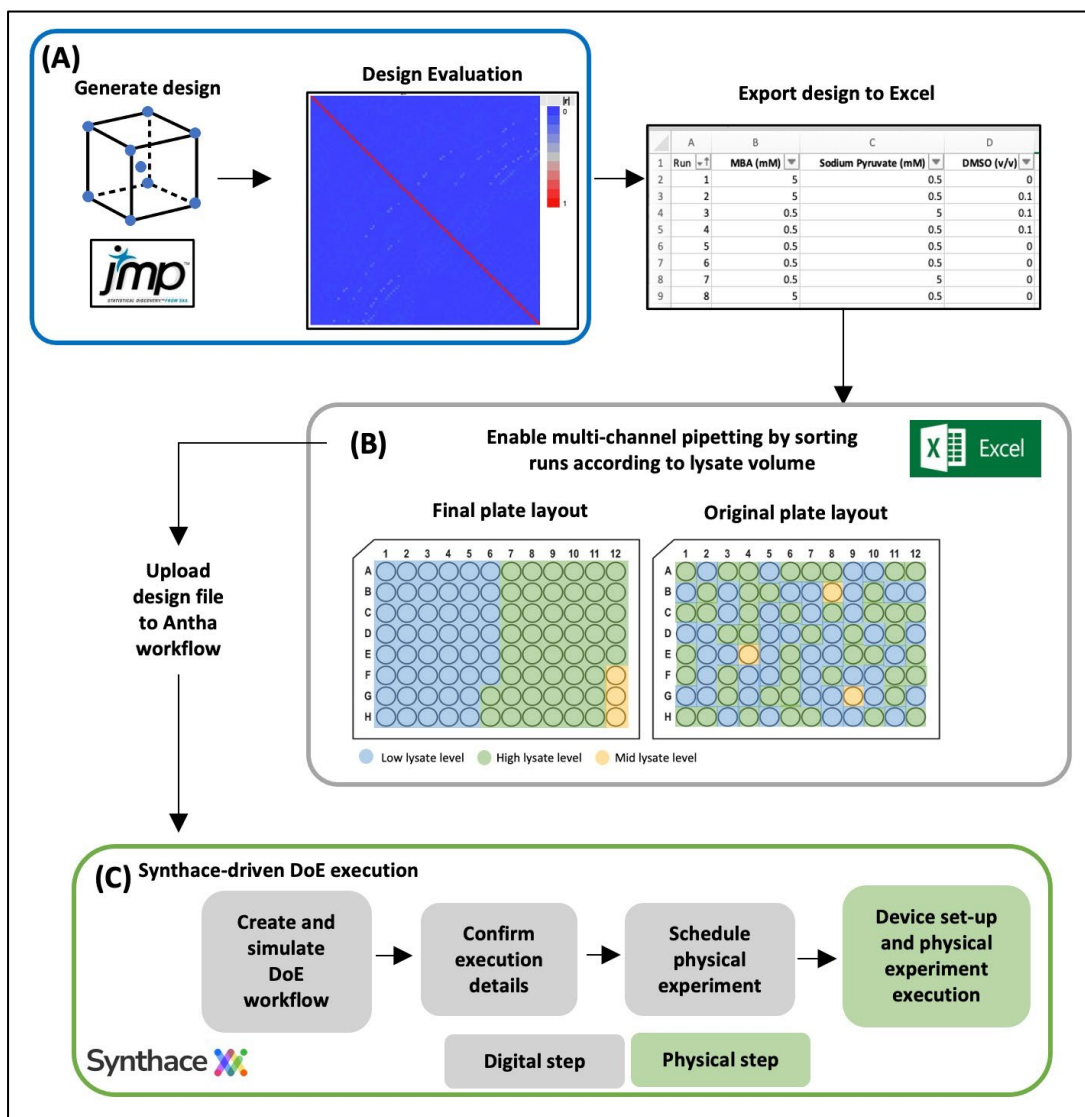 (A)
Generate design
Design Evaluation
|r|
0
1
jmp™
STATISTICAL DISCOVERY™ FROM SAS
Export design to Excel
A B C D
1 Run MBA (mM) Sodium Pyruvate (mM) DMSO (v/v)
2 1 5 0.5 0
3 2 5 0.5 0.1
4 3 0.5 5 0.1
5 4 0.5 0.5 0.1
6 5 0.5 0.5 0
7 6 0.5 0.5 0
8 7 0.5 5 0
9 8 5 0.5 0
(B)
Enable multi-channel pipetting by sorting
runs according to lysate volume
X Excel
Final plate layout
1 2 3 4 5 6 7 8 9 10 11 12
A
B
C
D
E
F
G
H
Original plate layout
1 2 3 4 5 6 7 8 9 10 11 12
A
B
C
D
E
F
G
H
Low lysate level High lysate level Mid lysate level
Upload
design file
to Antha
workflow
(C) Synthace-driven DoE execution
Create and
simulate
DoE
workflow
Confirm
execution
details
Schedule
physical
experiment
Device set-up
and physical
experiment
execution
Synthace
Digital step
Physical step